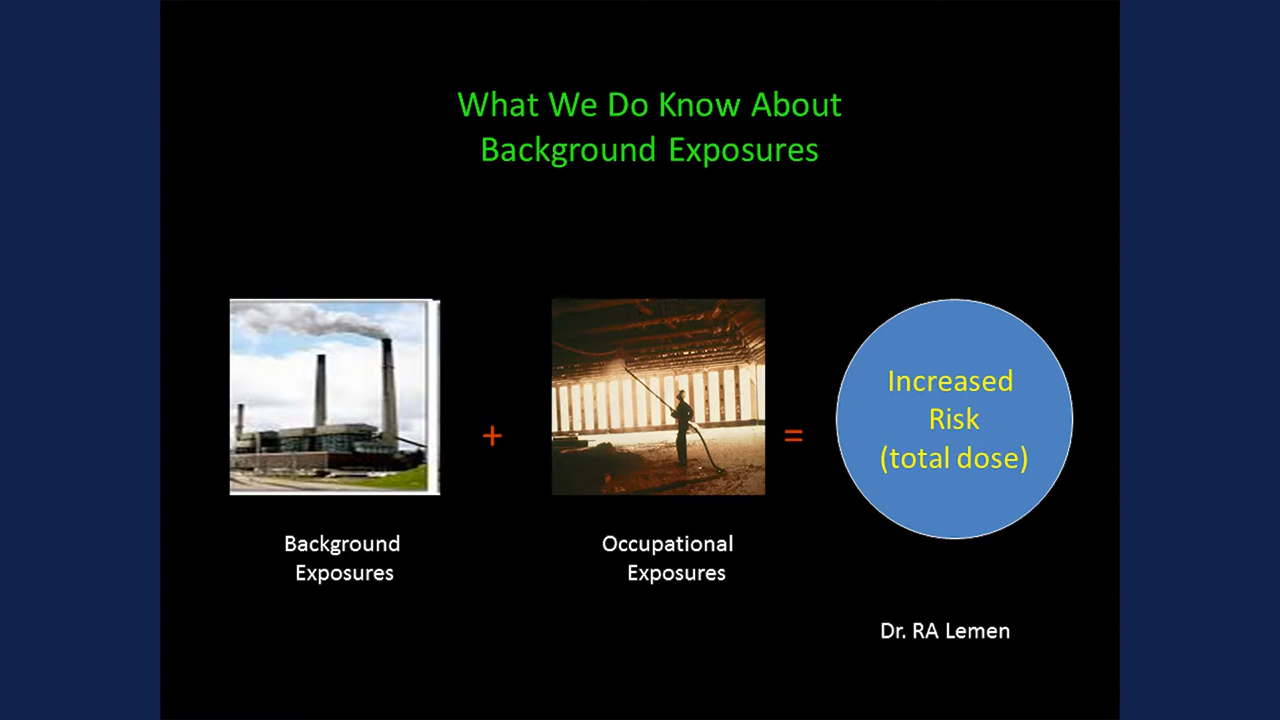 What We Do Know About
Background Exposures
+
=
Increased
Risk
(total dose)
Background
Exposures
Occupational
Exposures
Dr. RA Lemen